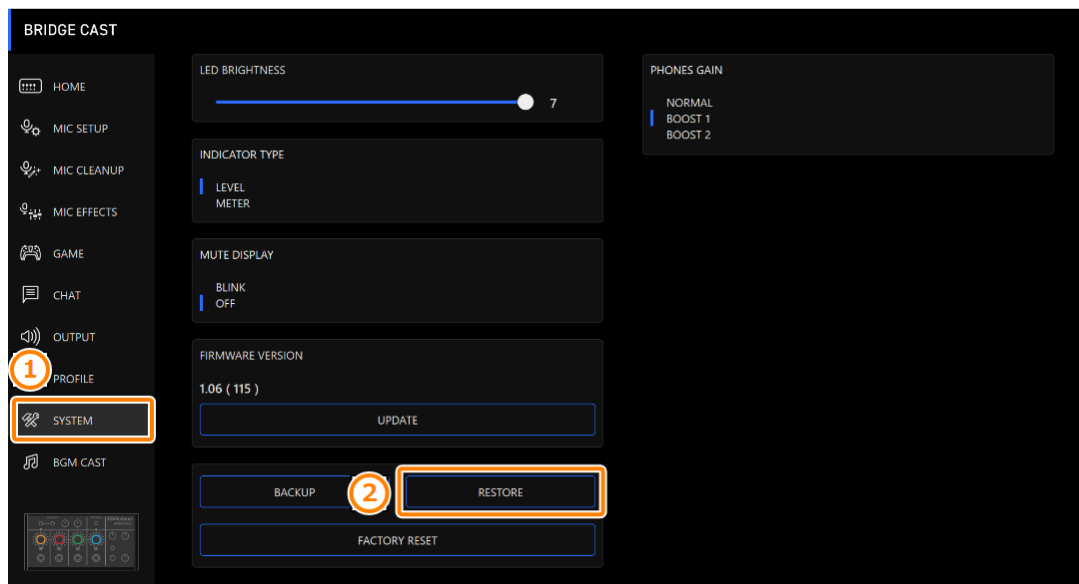 BRIDGE CAST
HOME
MIC SETUP
MIC CLEANUP
MIC EFFECTS
GAME
CHAT
OUTPUT
1
PROFILE
SYSTEM
BGM CAST
LED BRIGHTNESS
7
INDICATOR TYPE
LEVEL
METER
MUTE DISPLAY
BLINK
OFF
FIRMWARE VERSION
1.06 ( 115 )
UPDATE
BACKUP
2
RESTORE
FACTORY RESET
PHONES GAIN
NORMAL
BOOST 1
BOOST 2